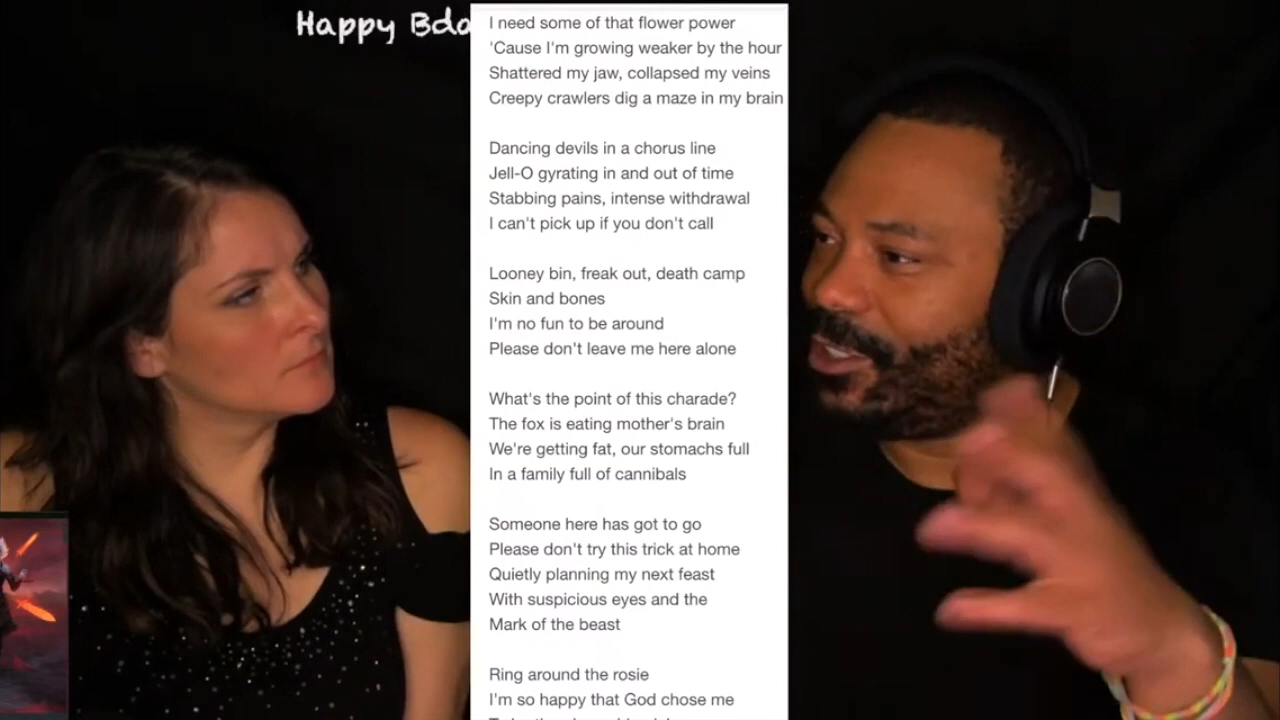 Happy Bda
I need some of that flower power
'Cause I'm growing weaker by the hour
Shattered my jaw, collapsed my veins
Creepy crawlers dig a maze in my brain
Dancing devils in a chorus line
Jell-O gyrating in and out of time
Stabbing pains, intense withdrawal
I can't pick up if you don't call
Looney bin, freak out, death camp
Skin and bones
I'm no fun to be around
Please don't leave me here alone
What's the point of this charade?
The fox is eating mother's brain
We're getting fat, our stomachs full
In a family full of cannibals
Someone here has got to go
Please don't try this trick at home
Quietly planning my next feast
With suspicious eyes and the
Mark of the beast
Ring around the rosie
I'm so happy that God chose me